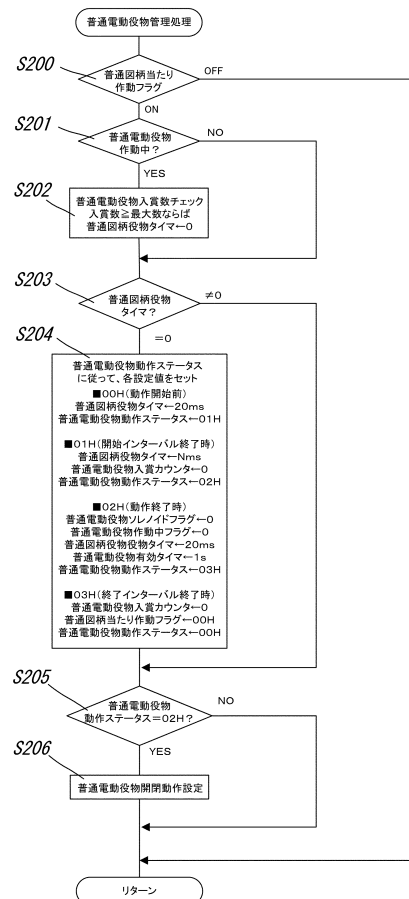 普通電動役物管理処理
S200
普通図柄当たり
作動フラグ
OFF
ON
S201
普通電動役物
作動中？
NO
YES
S202
普通電動役物入賞数チェック
入賞数≧最大数ならば
普通図柄役物タイマ←0
S203
普通図柄役物
タイマ？
≠0
=0
S204
普通電動役物動作ステータス
に従って、各設定値をセット
■00H(動作開始前)
普通図柄役物タイマ←20ms
普通電動役物動作ステータス←01H
■01H(開始インターバル終了時)
普通図柄役物タイマ←Nms
普通電動役物入賞カウンタ←0
普通電動役物動作ステータス←02H
■02H(動作終了時)
普通電動役物ソレノイドフラグ←0
普通電動役物作動中フラグ←0
普通図柄役物役物タイマ←20ms
普通電動役物有効タイマ←1s
普通電動役物動作ステータス←03H
■03H(終了インターバル終了時)
普通電動役物入賞カウンタ←0
普通図柄当たり作動フラグ←00H
普通電動役物動作ステータス←00H
S205
普通電動役物
動作ステータス＝02H？
NO
YES
S206
普通電動役物開閉動作設定
リターン